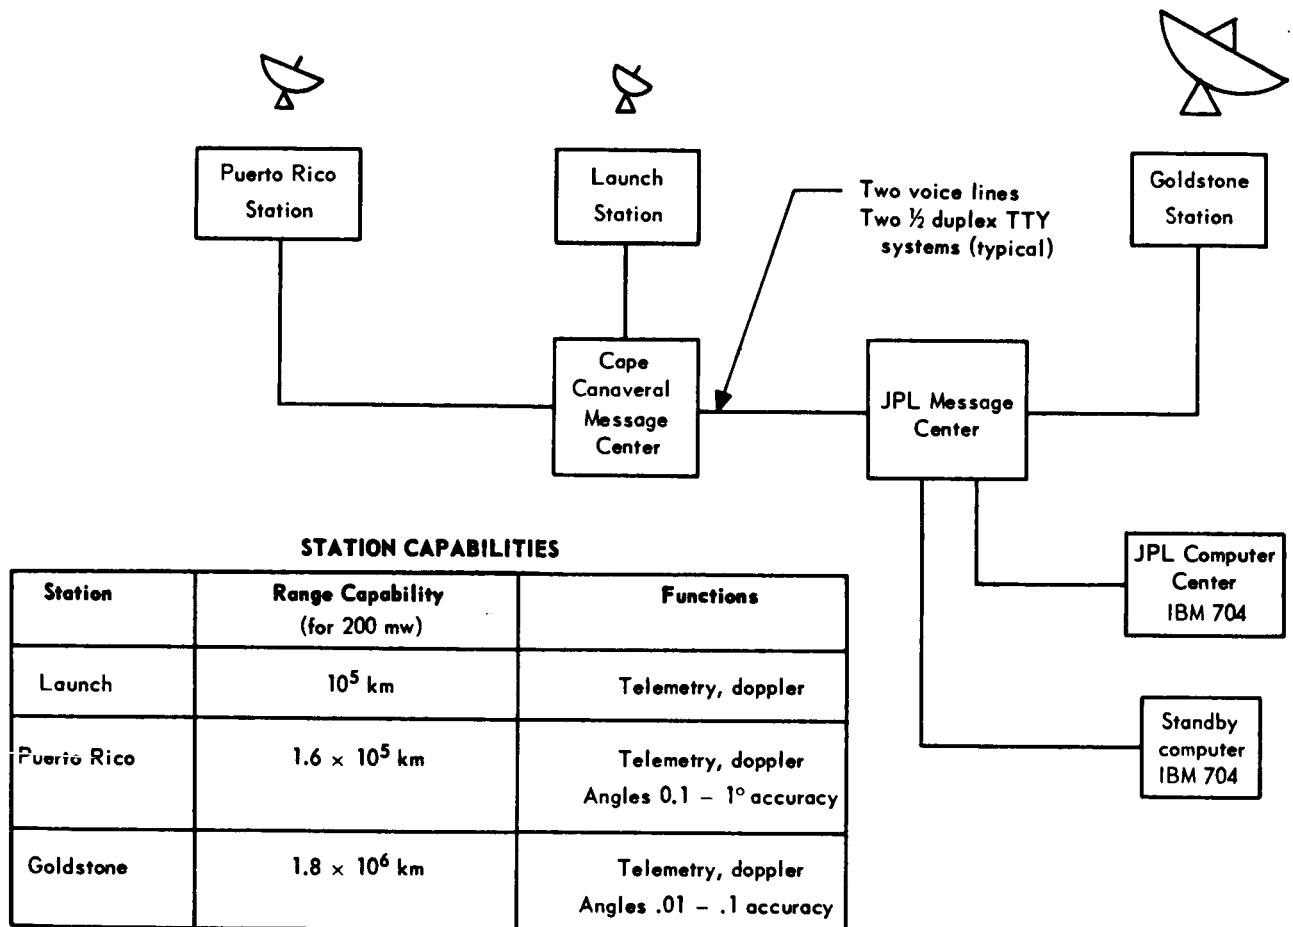 Puerto Rico
Station
Launch
Station
Two voice lines
Two ½ duplex TTY
systems (typical)
Goldstone
Station
Cape
Canaveral
Message
Center
JPL Message
Center
JPL Computer
Center
IBM 704
Standby
computer
IBM 704
STATION CAPABILITIES
Station Range Capability Functions
(for 200 mw)
Launch 10⁵ km Telemetry, doppler
Puerto Rico 1.6 × 10⁵ km Telemetry, doppler
Angles 0.1 – 1° accuracy
Goldstone 1.8 × 10⁶ km Telemetry, doppler
Angles .01 – .1 accuracy